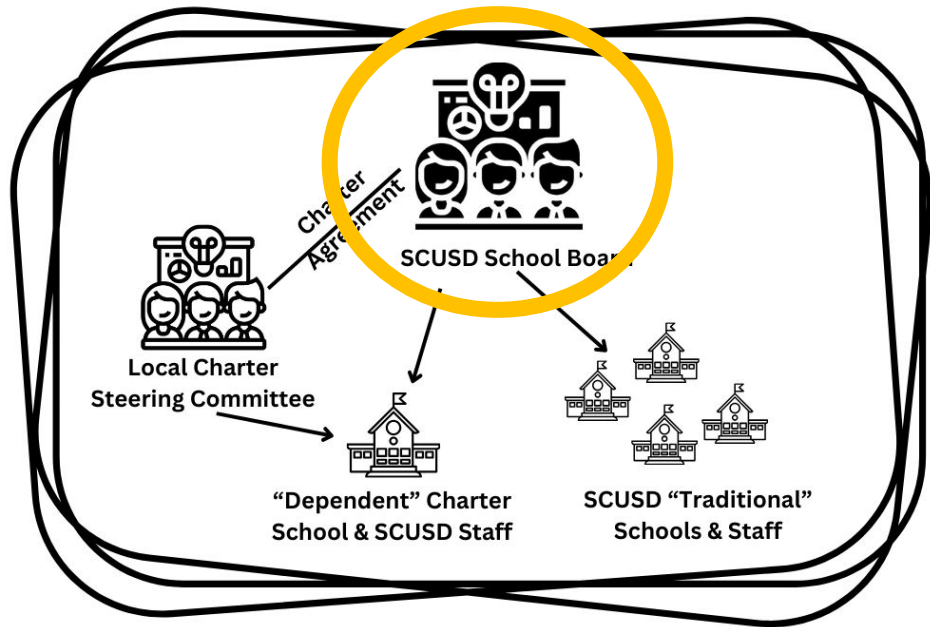 Charter
Agreement
SCUSD School Board
Local Charter
Steering Committee
“Dependent” Charter
School & SCUSD Staff
SCUSD “Traditional”
Schools & Staff